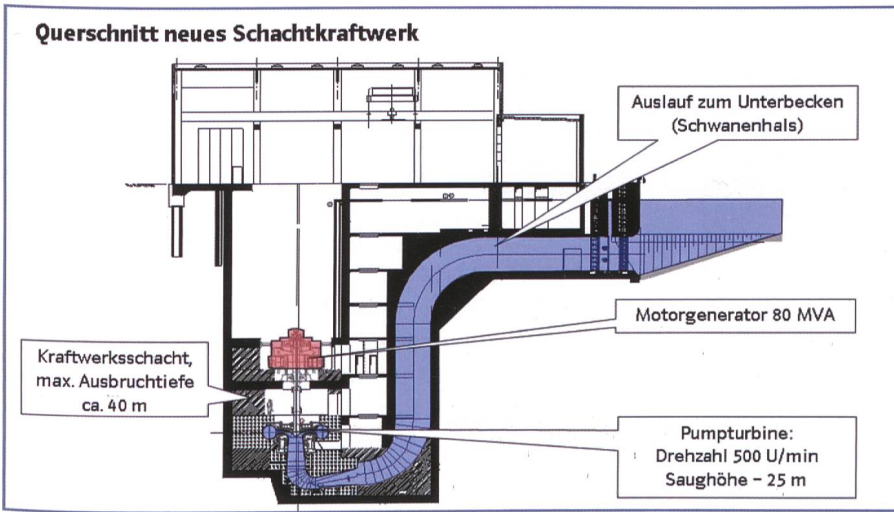 Querschnitt neues Schachtkraftwerk
Auslauf zum Unterbecken
(Schwanenhals)
Motorgenerator 80 MVA
Kraftwerksschacht,
max. Ausbruchtiefe
ca. 40 m
Pumpturbine:
Drehzahl 500 U/min
Saughöhe – 25 m